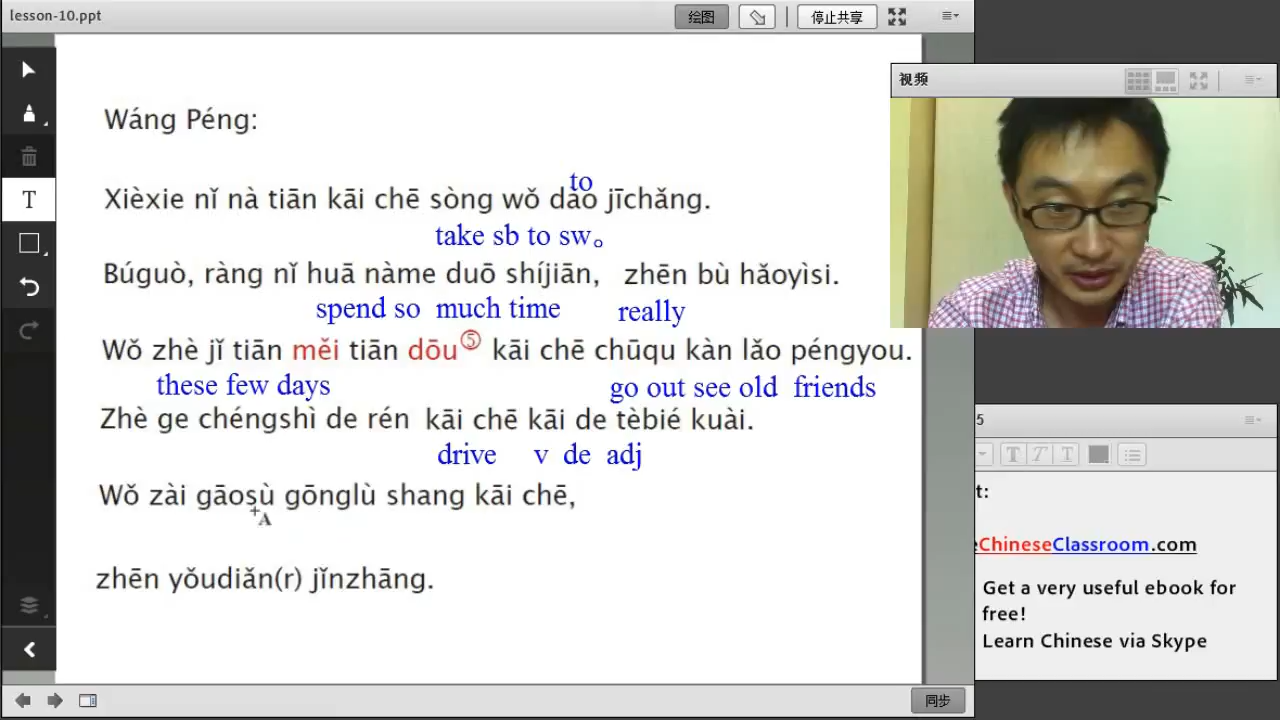 lesson-10.ppt
绘图
停止共享
视频
Wáng Péng:
to
Xièxie nǐ nà tiān kāi chē sòng wǒ dào jīchǎng.
take sb to sw。
Búguò, ràng nǐ huā nàme duō shíjiān, zhēn bù hǎoyìsi.
spend so much time really
Wǒ zhè jǐ tiān měi tiān dōu⑤ kāi chē chūqu kàn lǎo péngyou.
these few days go out see old friends
Zhè ge chéngshì de rén kāi chē kāi de tèbié kuài.
drive v de adj
Wǒ zài gāosù gōnglù shang kāi chē,
zhēn yǒudiǎn(r) jǐnzhāng.
5
T T T
t:
eChineseClassroom.com
Get a very useful ebook for
free!
Learn Chinese via Skype
同步